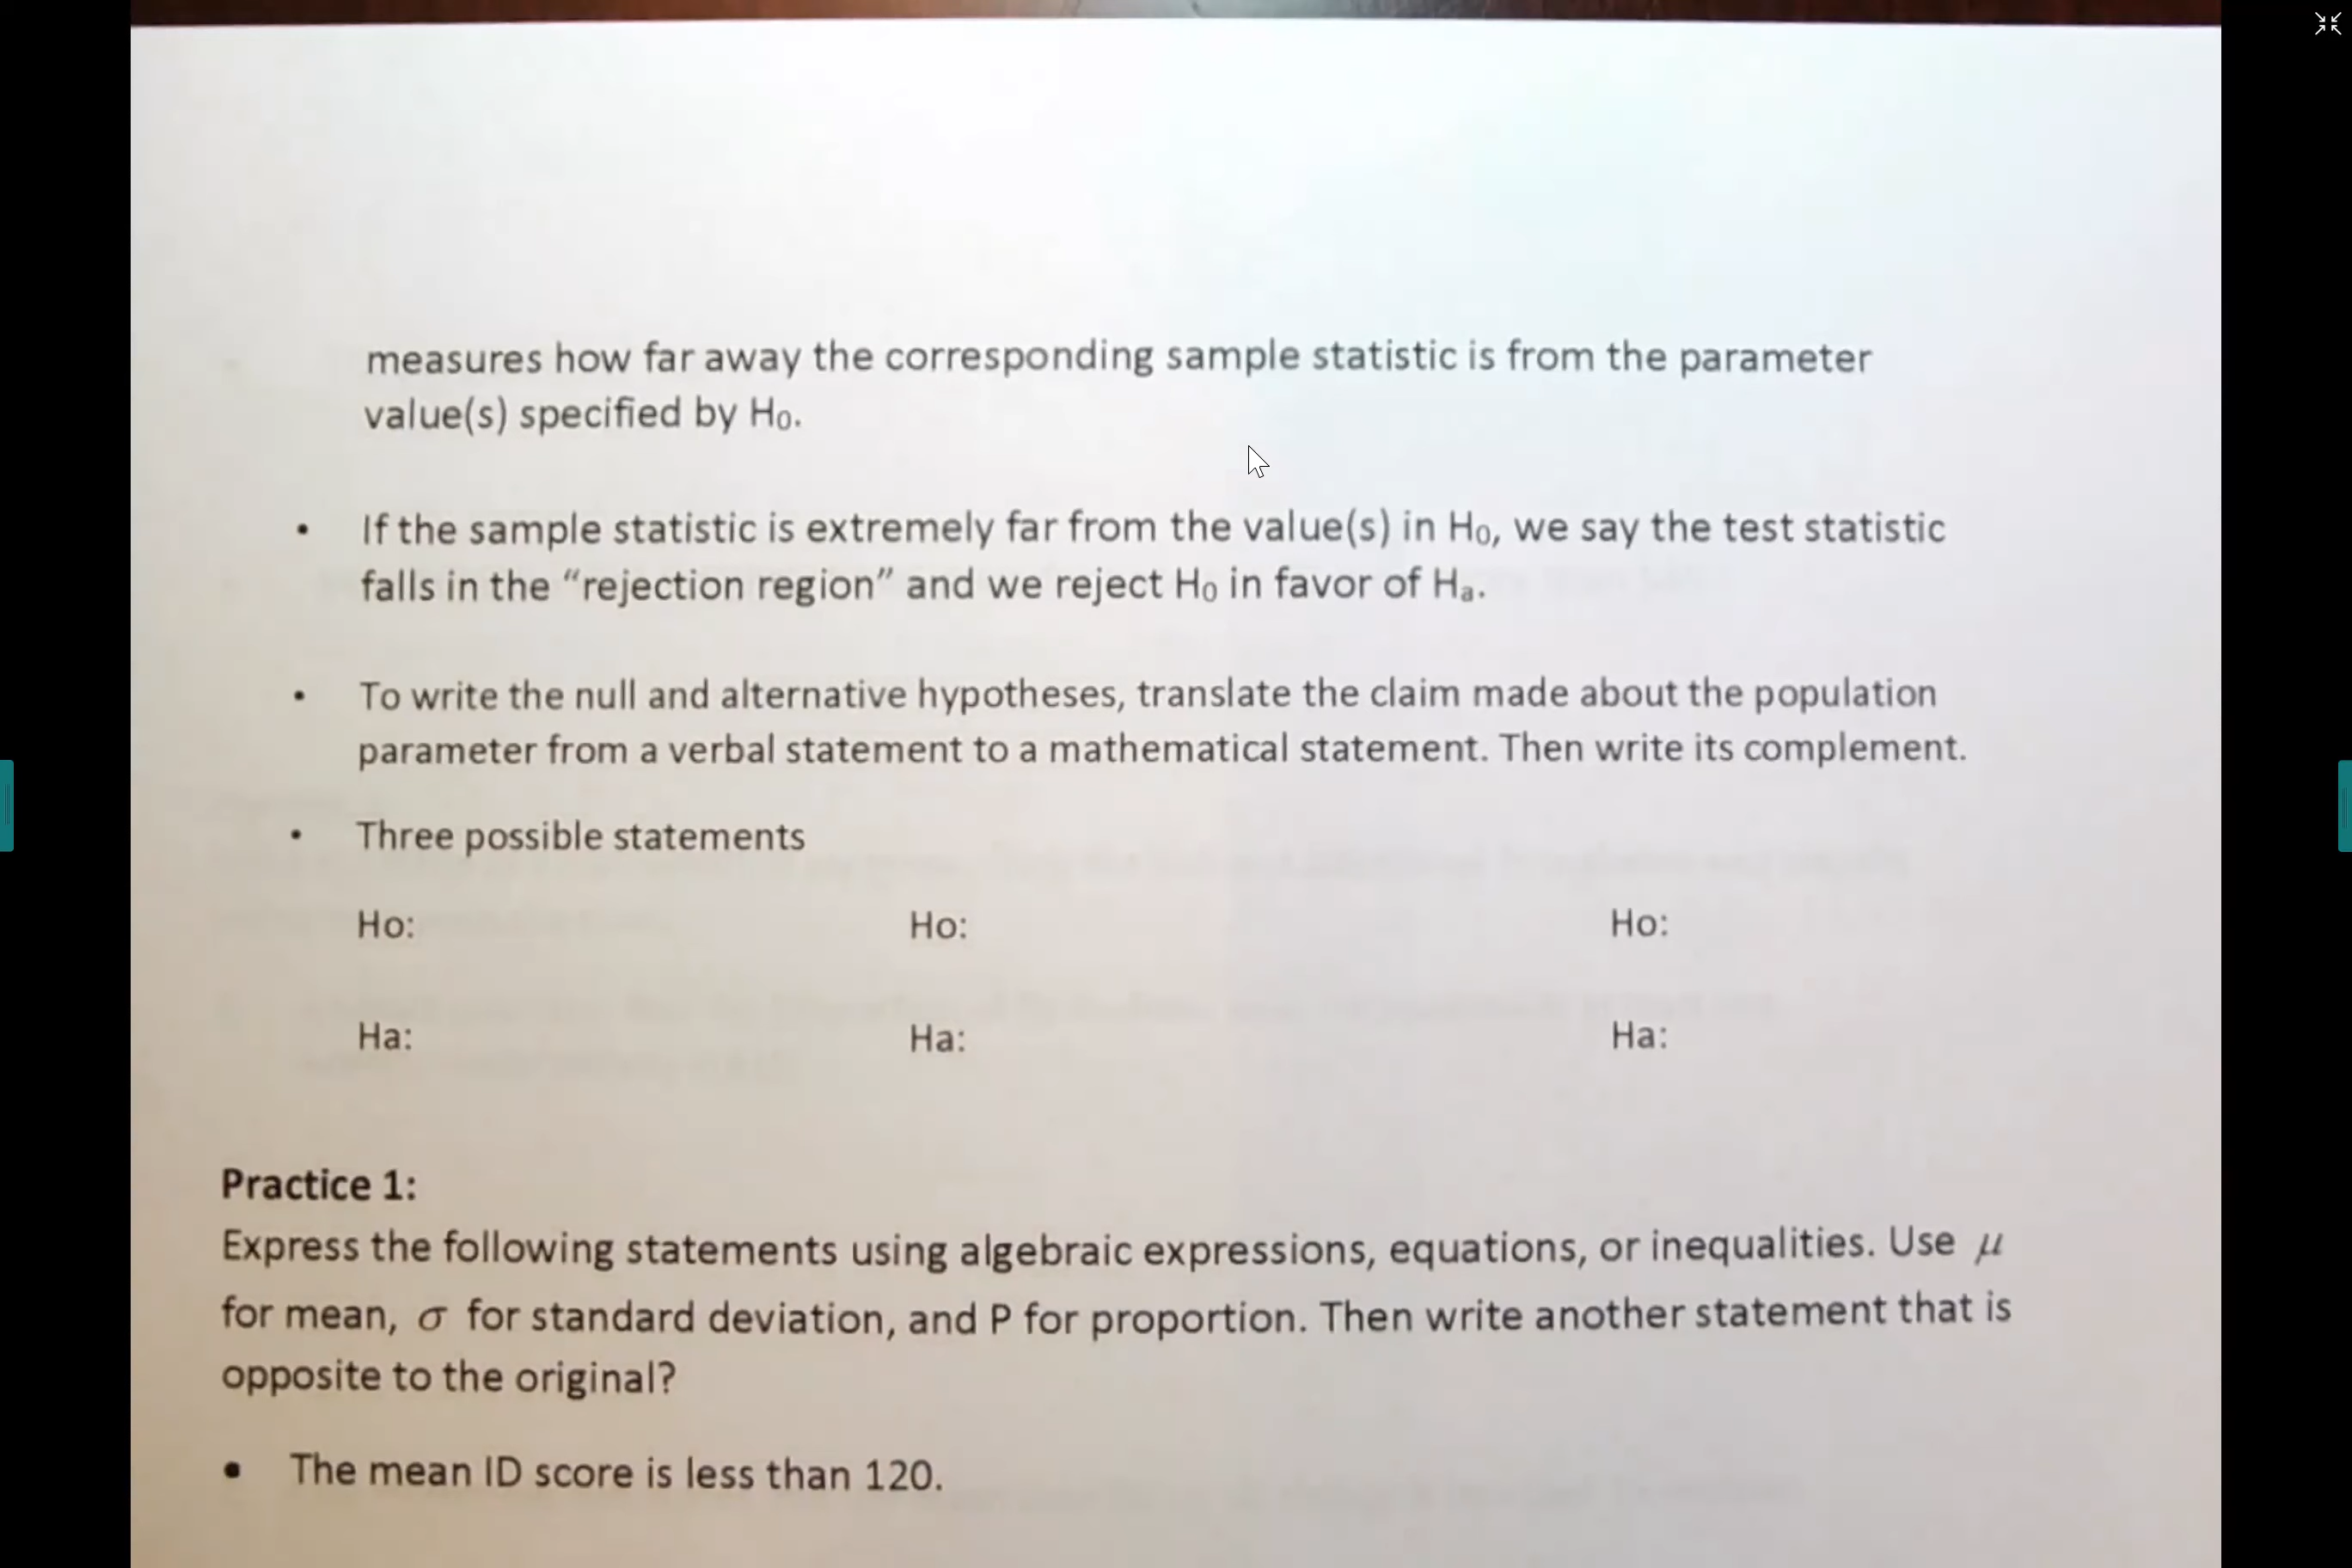 measures how far away the corresponding sample statistic is from the parameter
value(s) specified by H₀.
• If the sample statistic is extremely far from the value(s) in H₀, we say the test statistic
falls in the “rejection region” and we reject H₀ in favor of Hₐ.
• To write the null and alternative hypotheses, translate the claim made about the population
parameter from a verbal statement to a mathematical statement. Then write its complement.
• Three possible statements
Ho: Ho: Ho:
Ha: Ha: Ha:
Practice 1:
Express the following statements using algebraic expressions, equations, or inequalities. Use μ
for mean, σ for standard deviation, and P for proportion. Then write another statement that is
opposite to the original?
• The mean ID score is less than 120.